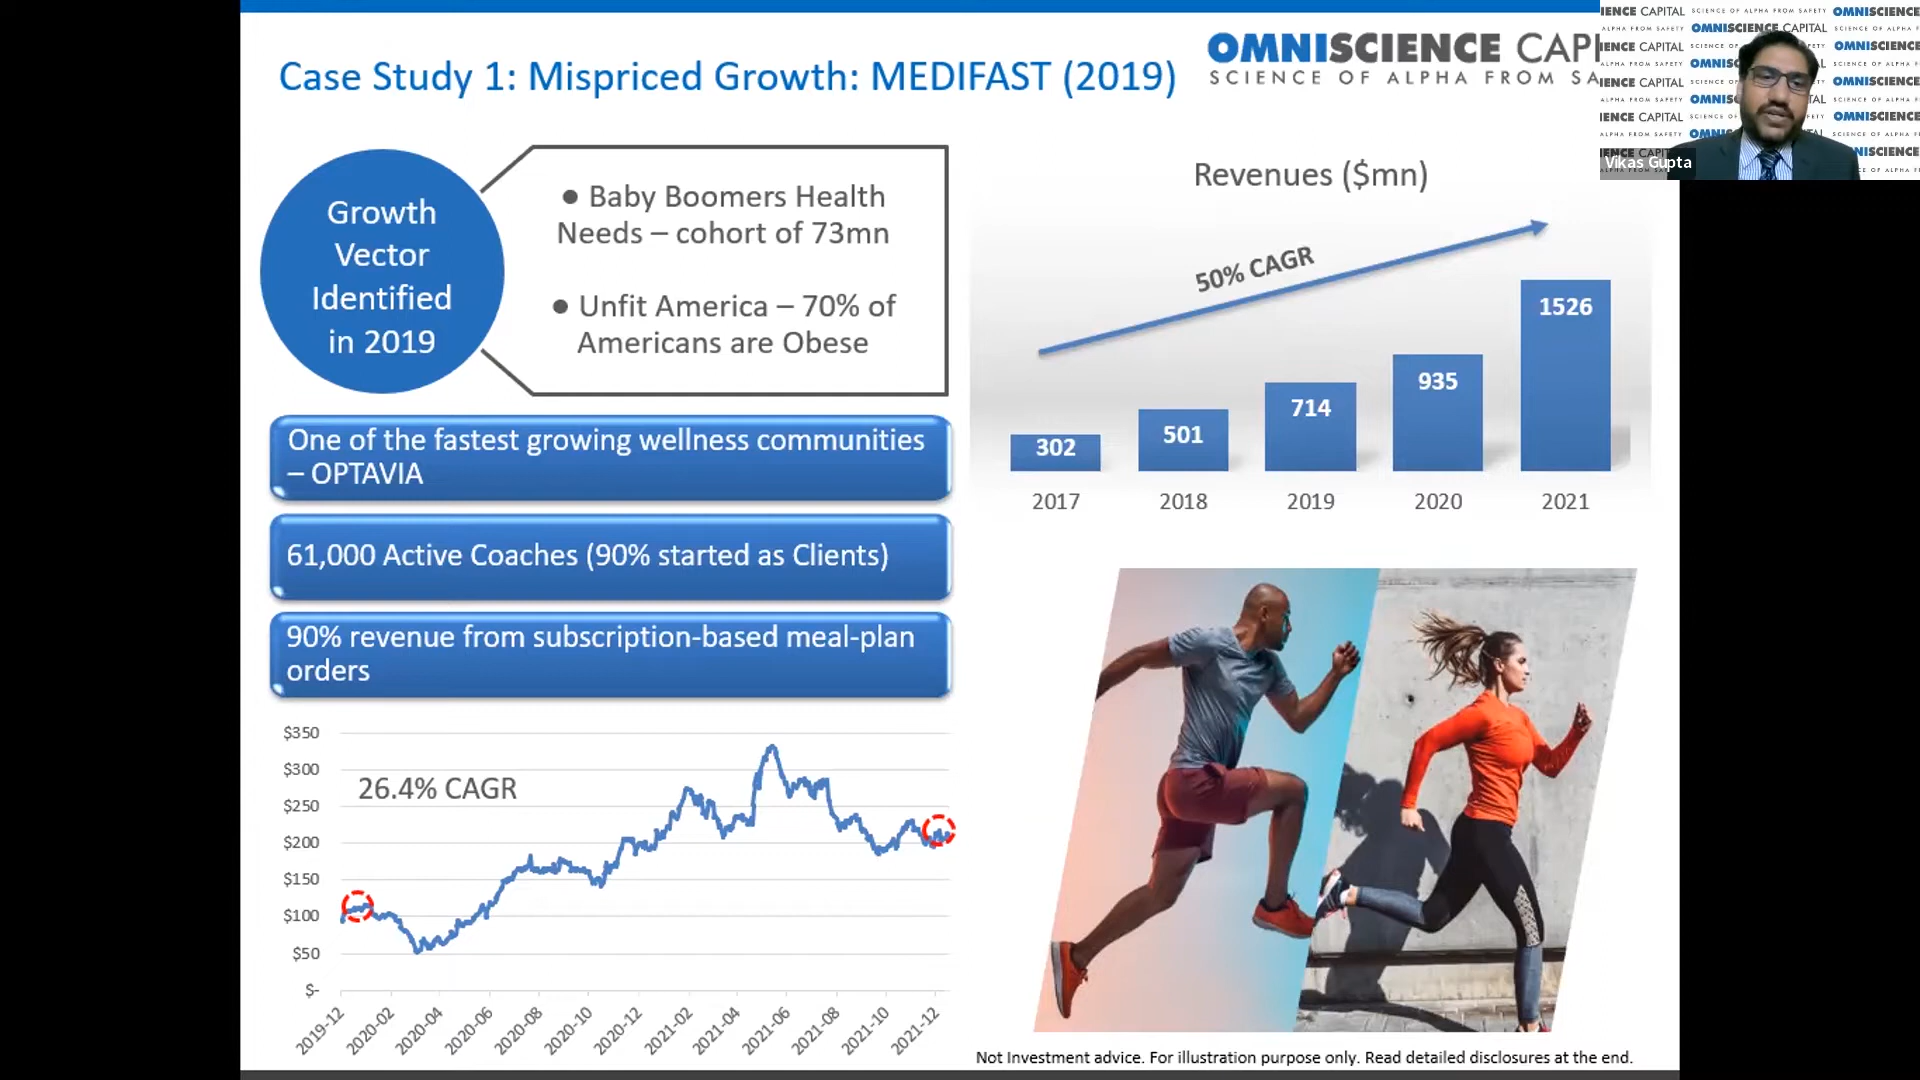 Case Study 1: Mispriced Growth: MEDIFAST (2019)
OMNISCIENCE CAPI
SCIENCE OF ALPHA FROM SA
Vikas Gupta
Growth
Vector
Identified
in 2019
● Baby Boomers Health
Needs – cohort of 73mn
● Unfit America – 70% of
Americans are Obese
One of the fastest growing wellness communities
– OPTAVIA
61,000 Active Coaches (90% started as Clients)
90% revenue from subscription-based meal-plan
orders
Revenues ($mn)
50% CAGR
302
501
714
935
1526
2017
2018
2019
2020
2021
26.4% CAGR
$350
$300
$250
$200
$150
$100
$50
$-
2019-12
2020-02
2020-04
2020-06
2020-08
2020-10
2020-12
2021-02
2021-04
2021-06
2021-08
2021-10
2021-12
Not Investment advice. For illustration purpose only. Read detailed disclosures at the end.